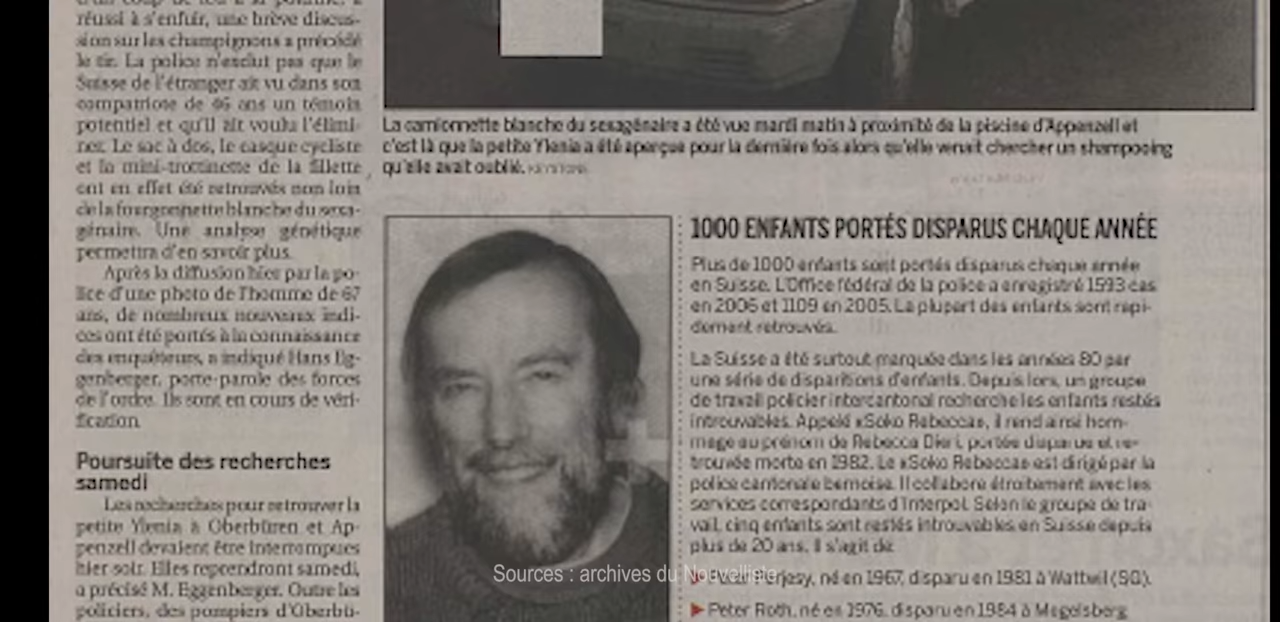 réussi à s'enfuir, une brève discus-
sion sur les champignons a précédé
le tir. La police n'exclut pas que le
Suisse de l'étranger ait vu dans son
compatriote de 46 ans un témoin
potentiel et qu'il ait voulu l'élimi-
ner. Le sac à dos, le casque cycliste
et la mini-trottinette de la fillette
ont en effet été retrouvés non loin
de la fourgonnette blanche du sexa-
génaire. Une analyse génétique
permettra d'en savoir plus.
Après la diffusion hier par la po-
lice d'une photo de l'homme de 67
ans, de nombreux nouveaux indi-
ces ont été portés à la connaissance
des enquêteurs, a indiqué Hans Eg-
genberger, porte-parole des forces
de l'ordre. Ils sont en cours de véri-
fication.
Poursuite des recherches
samedi
Les recherches pour retrouver la
petite Ylenia à Oberbüren et Ap-
penzell devaient être interrompues
hier soir. Elles reprendront samedi,
a précisé M. Eggenberger. Outre les
policiers, des pompiers d'Oberbü-
La camionnette blanche du sexagénaire a été vue mardi matin à proximité de la piscine d'Appenzell et
c'est là que la petite Ylenia a été aperçue pour la dernière fois alors qu'elle venait chercher un shampooing
qu'elle avait oublié. KEYSTONE
1000 ENFANTS PORTÉS DISPARUS CHAQUE ANNÉE
Plus de 1000 enfants sont portés disparus chaque année
en Suisse. L'Office fédéral de la police a enregistré 1593 cas
en 2006 et 1109 en 2005. La plupart des enfants sont rapi-
dement retrouvés.
La Suisse a été surtout marquée dans les années 80 par
une série de disparitions d'enfants. Depuis lors, un groupe
de travail policier intercantonal recherche les enfants restés
introuvables. Appelé «Soko Rebecca», il rend ainsi hom-
mage au prénom de Rebecca Bieri, portée disparue et re-
trouvée morte en 1982. Le «Soko Rebecca» est dirigé par la
police cantonale bernoise. Il collabore étroitement avec les
services correspondants d'Interpol. Selon le groupe de tra-
vail, cinq enfants sont restés introuvables en Suisse depuis
plus de 20 ans. Il s'agit de:
né en 1967, disparu en 1981 à Wattwil (SG).
Peter Roth, né en 1976, disparu en 1984 à Mogelsberg
Sources : archives du Nouvelliste